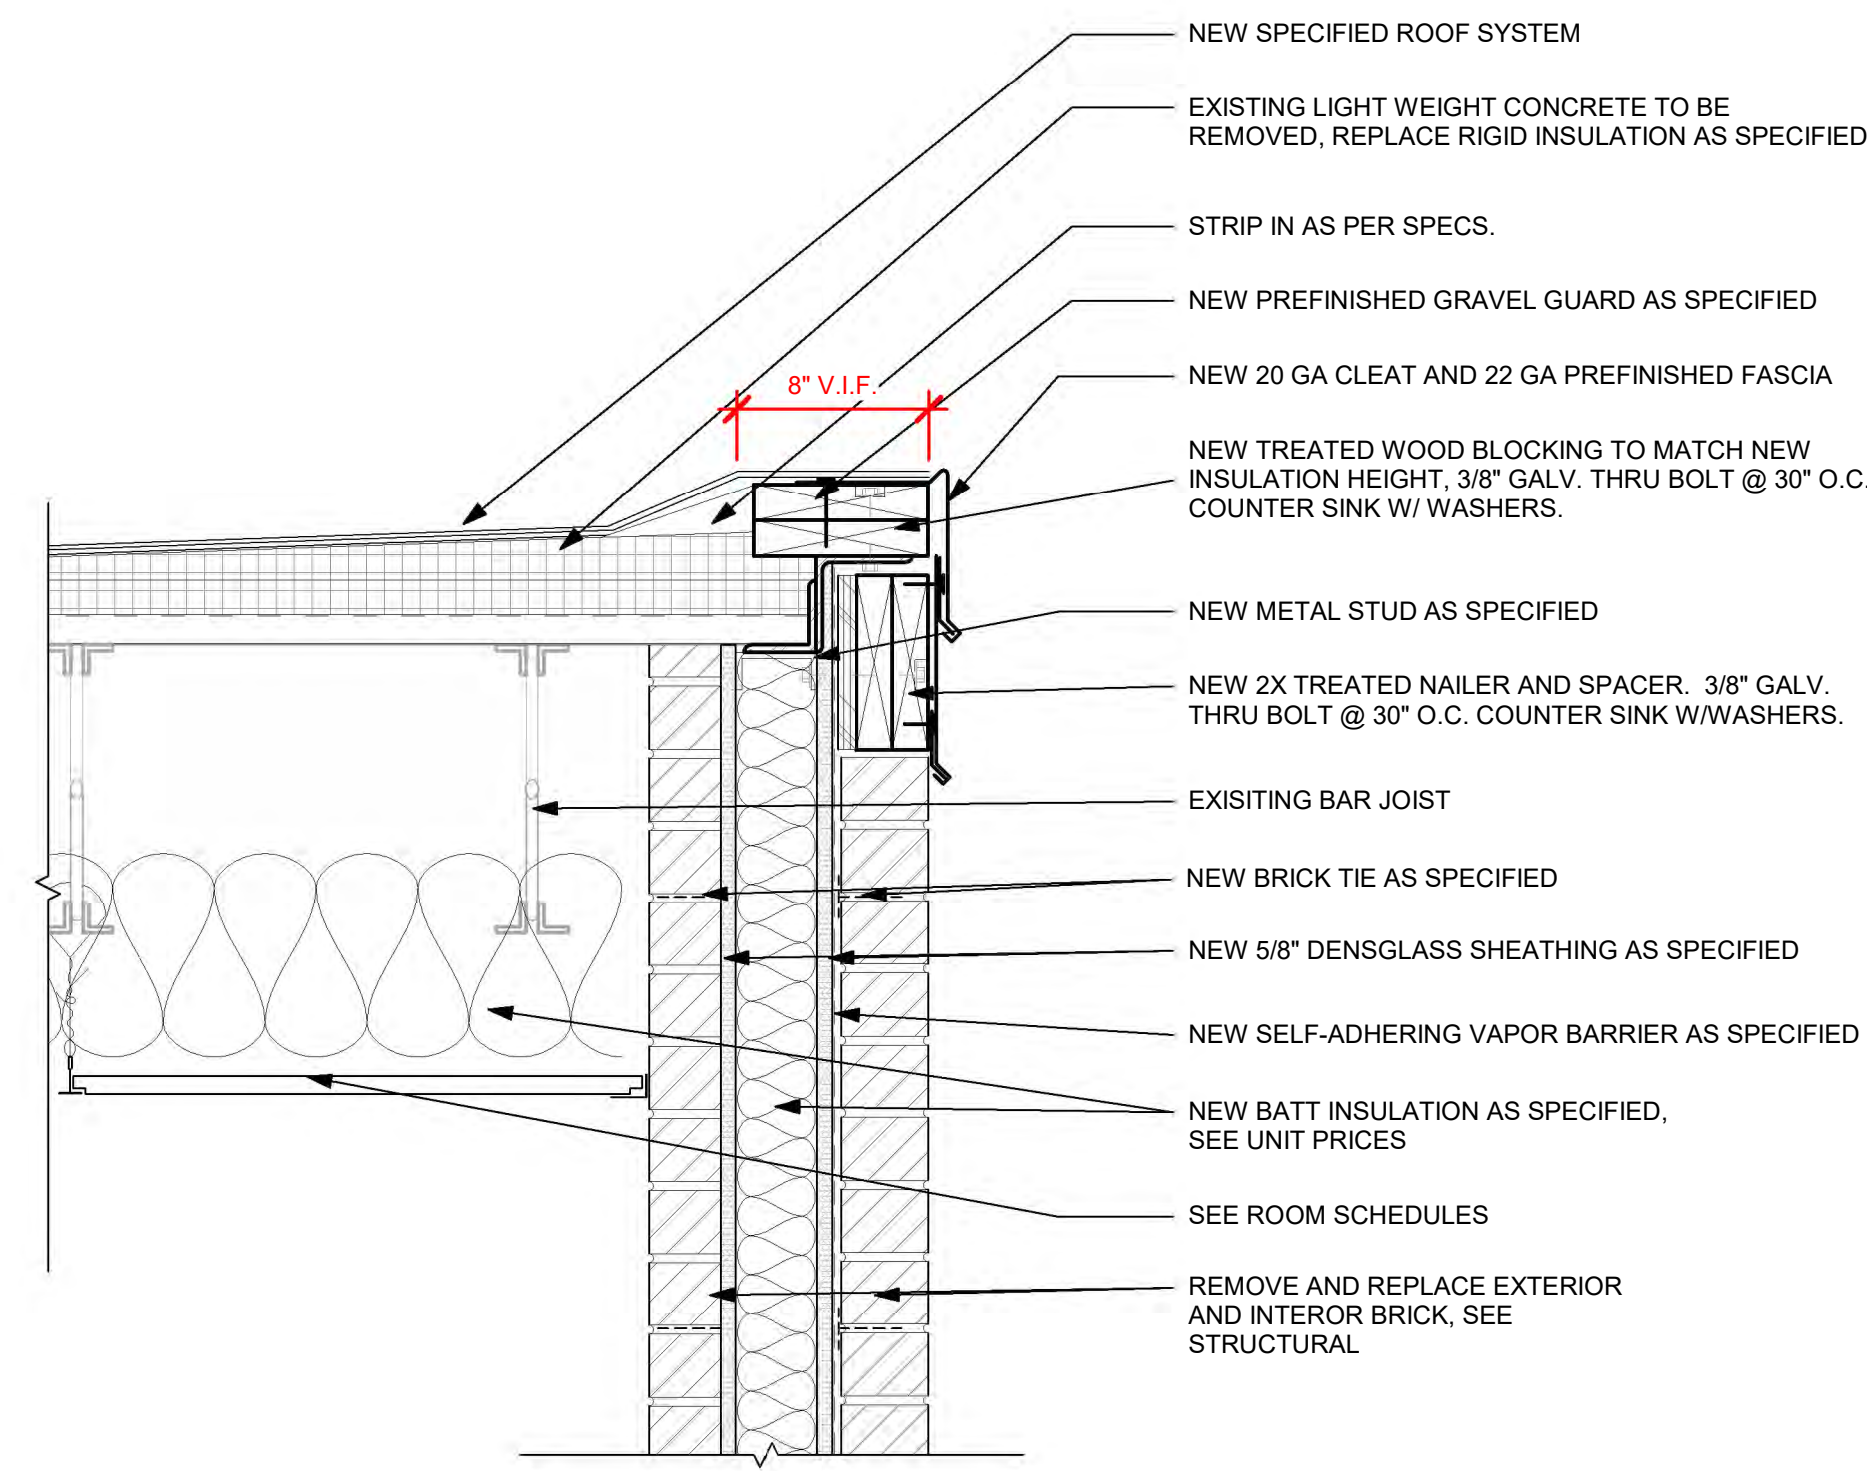 NEW SPECIFIED ROOF SYSTEM
EXISTING LIGHT WEIGHT CONCRETE TO BE
REMOVED, REPLACE RIGID INSULATION AS SPECIFIED
STRIP IN AS PER SPECS.
NEW PREFINISHED GRAVEL GUARD AS SPECIFIED
8" V.I.F.
NEW 20 GA CLEAT AND 22 GA PREFINISHED FASCIA
NEW TREATED WOOD BLOCKING TO MATCH NEW
INSULATION HEIGHT, 3/8" GALV. THRU BOLT @ 30" O.C.
COUNTER SINK W/ WASHERS.
NEW METAL STUD AS SPECIFIED
NEW 2X TREATED NAILER AND SPACER. 3/8" GALV.
THRU BOLT @ 30" O.C. COUNTER SINK W/WASHERS.
EXISITING BAR JOIST
NEW BRICK TIE AS SPECIFIED
NEW 5/8" DENSGLASS SHEATHING AS SPECIFIED
NEW SELF-ADHERING VAPOR BARRIER AS SPECIFIED
NEW BATT INSULATION AS SPECIFIED,
SEE UNIT PRICES
SEE ROOM SCHEDULES
REMOVE AND REPLACE EXTERIOR
AND INTEROR BRICK, SEE
STRUCTURAL